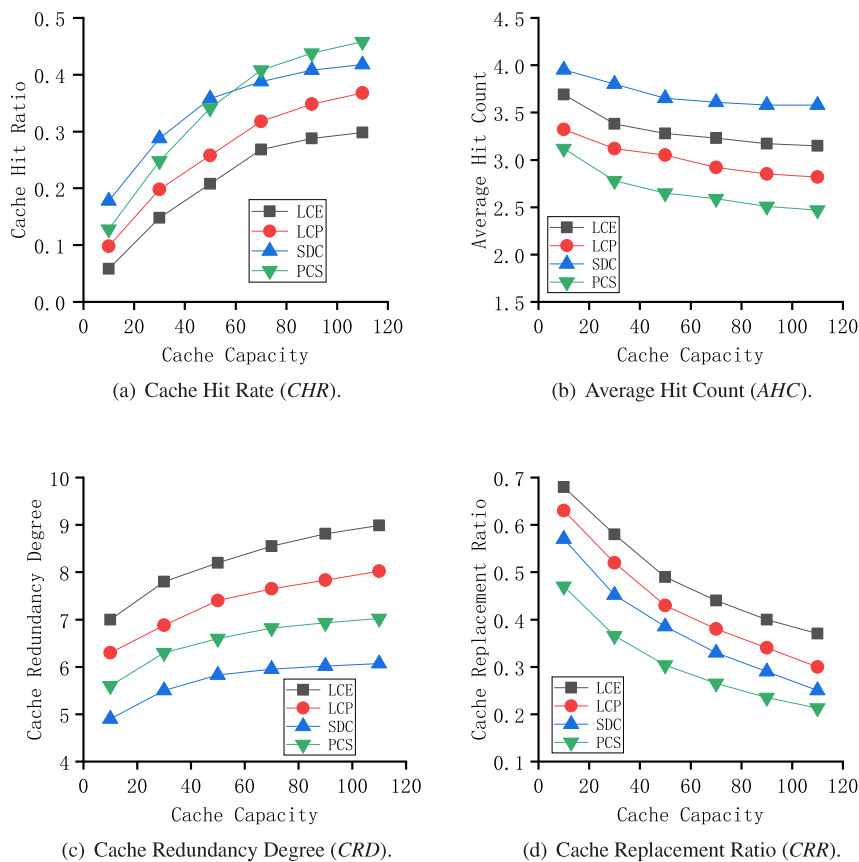 0.5
0.4
0.3
0.2
0.1
0.0
Cache Hit Ratio
LCE
LCP
SDC
PCS
0 20 40 60 80 100 120
Cache Capacity
(a) Cache Hit Rate (CHR).
4.5
4.0
3.5
3.0
2.5
2.0
1.5
Average Hit Count
LCE
LCP
SDC
PCS
0 20 40 60 80 100 120
Cache Capacity
(b) Average Hit Count (AHC).
10
9
8
7
6
5
4
Cache Redundancy Degree
LCE
LCP
SDC
PCS
0 20 40 60 80 100 120
Cache Capacity
(c) Cache Redundancy Degree (CRD).
0.7
0.6
0.5
0.4
0.3
0.2
0.1
Cache Replacement Ratio
LCE
LCP
SDC
PCS
0 20 40 60 80 100 120
Cache Capacity
(d) Cache Replacement Ratio (CRR).